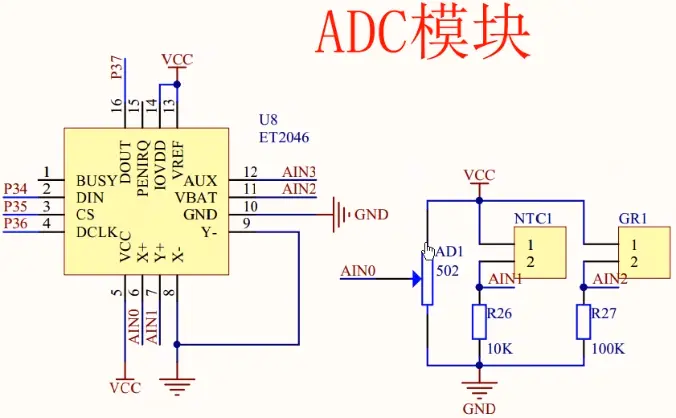 ADC模块
VCC
P37
16
15
14
13
U8
ET2046
DOUT
PENIRQ
IOVDD
VREF
1
BUSY
AUX
12
AIN3
P34
2
DIN
VBAT
11
AIN2
P35
3
CS
GND
10
GND
P36
4
DCLK
Y-
9
VCC
X+
Y+
X-
5
6
7
8
AIN0
AIN1
VCC
VCC
NTC1
GR1
1
2
1
2
AD1
502
AIN0
AIN1
AIN2
R26
R27
10K
100K
GND